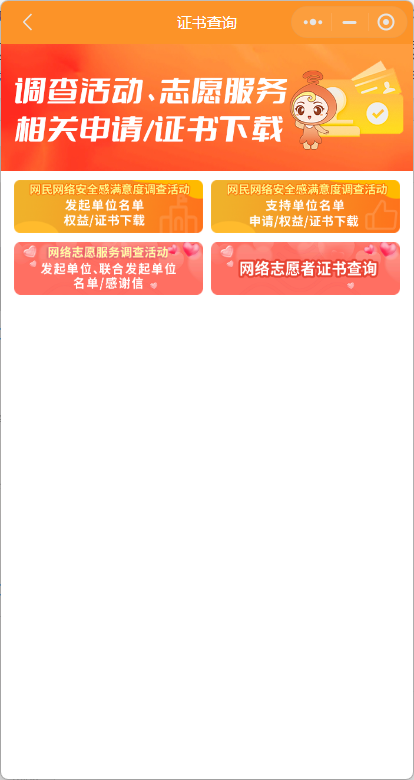 证书查询
调查活动、志愿服务
相关申请/证书下载
网民网络安全感满意度调查活动
发起单位名单
权益/证书下载
网民网络安全感满意度调查活动
支持单位名单
申请/权益/证书下载
网络志愿服务调查活动
发起单位、联合发起单位
名单/感谢信
网络志愿者证书查询